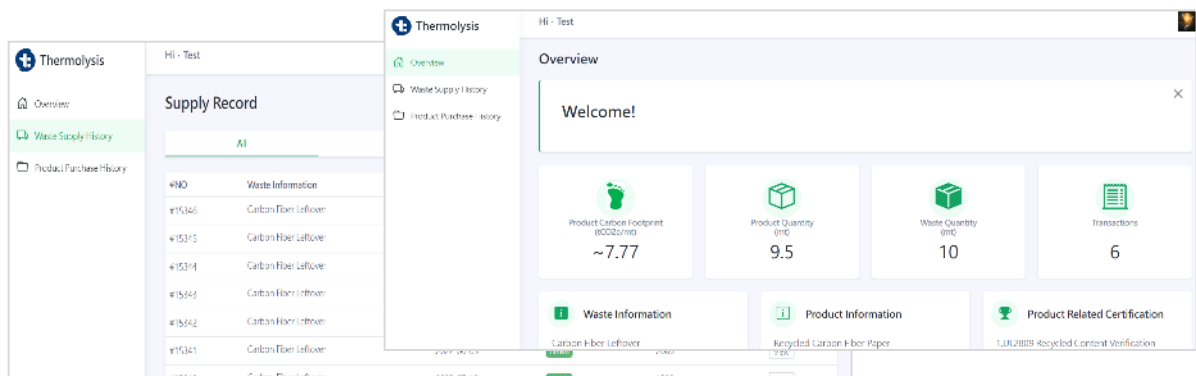 Thermolysis
Hi - Test
Overview
Waste Supply History
Product Purchase History
Supply Record
All
#NO
Waste Information
#15346
Carbon Fiber Leftover
#15345
Carbon Fiber Leftover
#15344
Carbon Fiber Leftover
#15343
Carbon Fiber Leftover
#15342
Carbon Fiber Leftover
#15341
Carbon Fiber Leftover
Thermolysis
Hi - Test
Overview
Waste Supply History
Product Purchase History
Overview
Welcome!
Product Carbon Footprint
(tCO2e/mt)
~7.77
Product Quantity
(mt)
9.5
Waste Quantity
(mt)
10
Transactions
6
Waste Information
Carbon Fiber Leftover
Product Information
Recycled Carbon Fiber Paper
Product Related Certification
1.UL2809 Recycled Content Verification